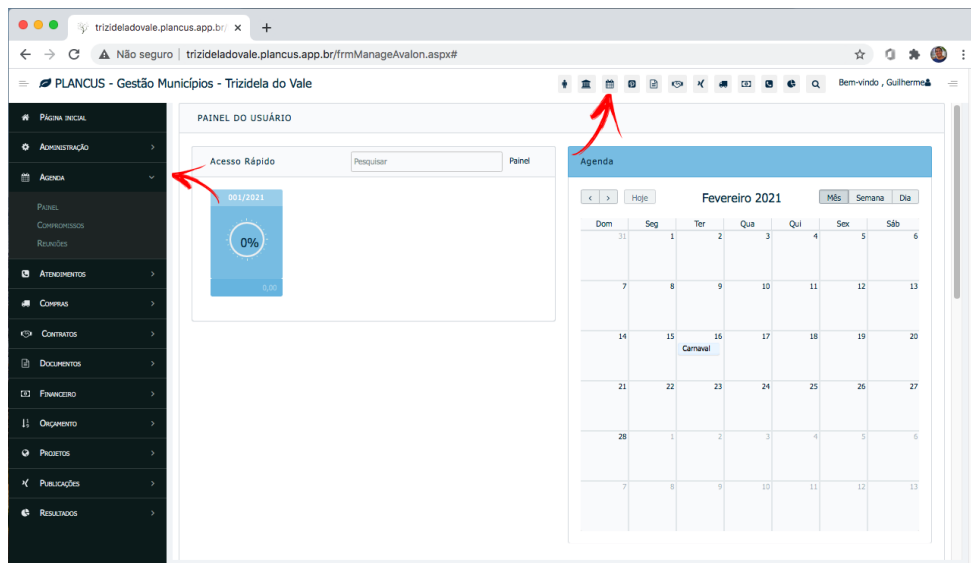 trizideladovale.plancus.app.br/
Não seguro | trizideladovale.plancus.app.br/frmManageAvalon.aspx#
PLANCUS - Gestão Municípios - Trizidela do Vale
Bem-vindo , Guilherme
PÁGINA INICIAL
ADMINISTRAÇÃO
AGENDA
PAINEL
COMPROMISSOS
REUNIÕES
ATENDIMENTOS
COMPRAS
CONTRATOS
DOCUMENTOS
FINANCEIRO
ORÇAMENTO
PROJETOS
PUBLICAÇÕES
RESULTADOS
PAINEL DO USUÁRIO
Acesso Rápido Pesquisar Painel
001/2021
0%
0,00
Agenda
Hoje Fevereiro 2021 Mês Semana Dia
Dom Seg Ter Qua Qui Sex Sáb
31 1 2 3 4 5 6
7 8 9 10 11 12 13
14 15 16 17 18 19 20
Carnaval
21 22 23 24 25 26 27
28 1 2 3 4 5 6
7 8 9 10 11 12 13